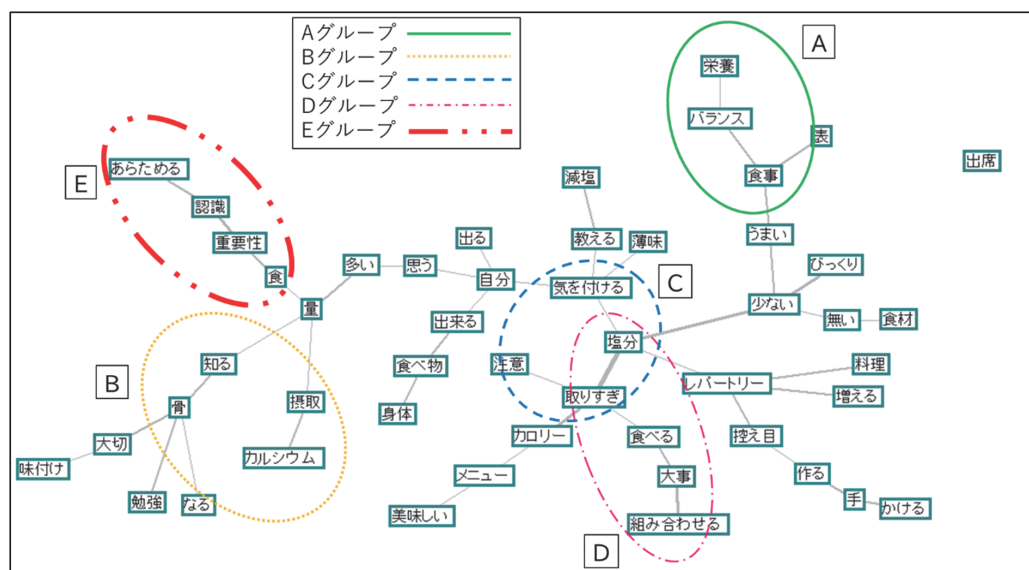 Aグループ
Bグループ
Cグループ
Dグループ
Eグループ
A
栄養
バランス
表
食事
出席
E
あらためる
認識
重要性
食
減塩
教える
薄味
出る
自分
思う
多い
気を付ける
C
うまい
びっくり
少ない
無い
食材
量
出来る
塩分
B
知る
摂取
食べ物
注意
料理
レパートリー
増える
骨
身体
取りすぎ
大切
味付け
カルシウム
カロリー
食べる
控え目
勉強
なる
メニュー
大事
作る
手
かける
美味しい
組み合わせる
D